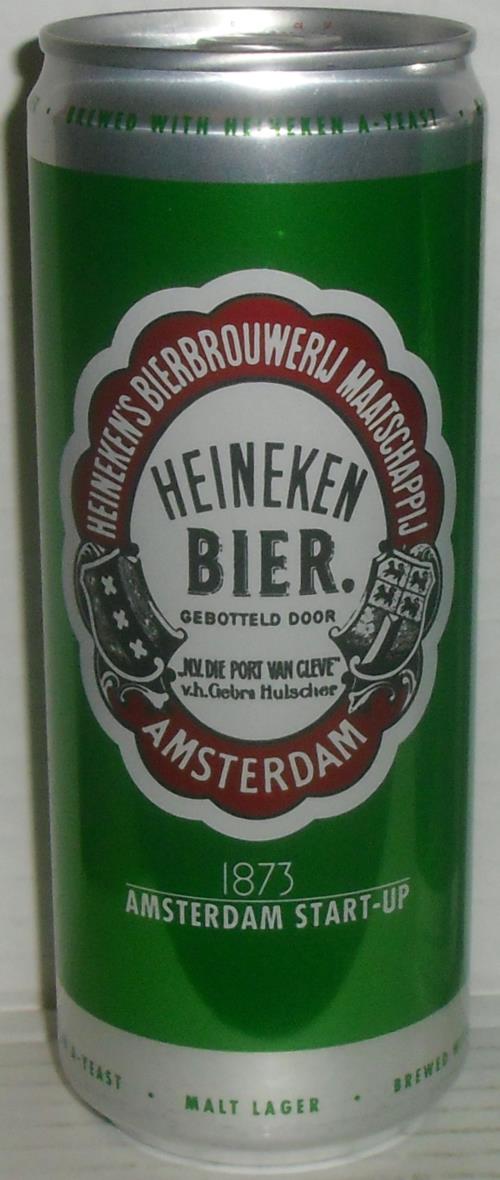 BREWED WITH HEINEKEN A-YEAST
HEINEKEN'S BIERBROUWERIJ MAATSCHAPPIJ
HEINEKEN
BIER.
GEBOTTELD DOOR
„N.V. DIE PORT VAN CLEVE"
v.h. Gebrs Hulscher
AMSTERDAM
1873
AMSTERDAM START-UP
A-YEAST • MALT LAGER • BREWED